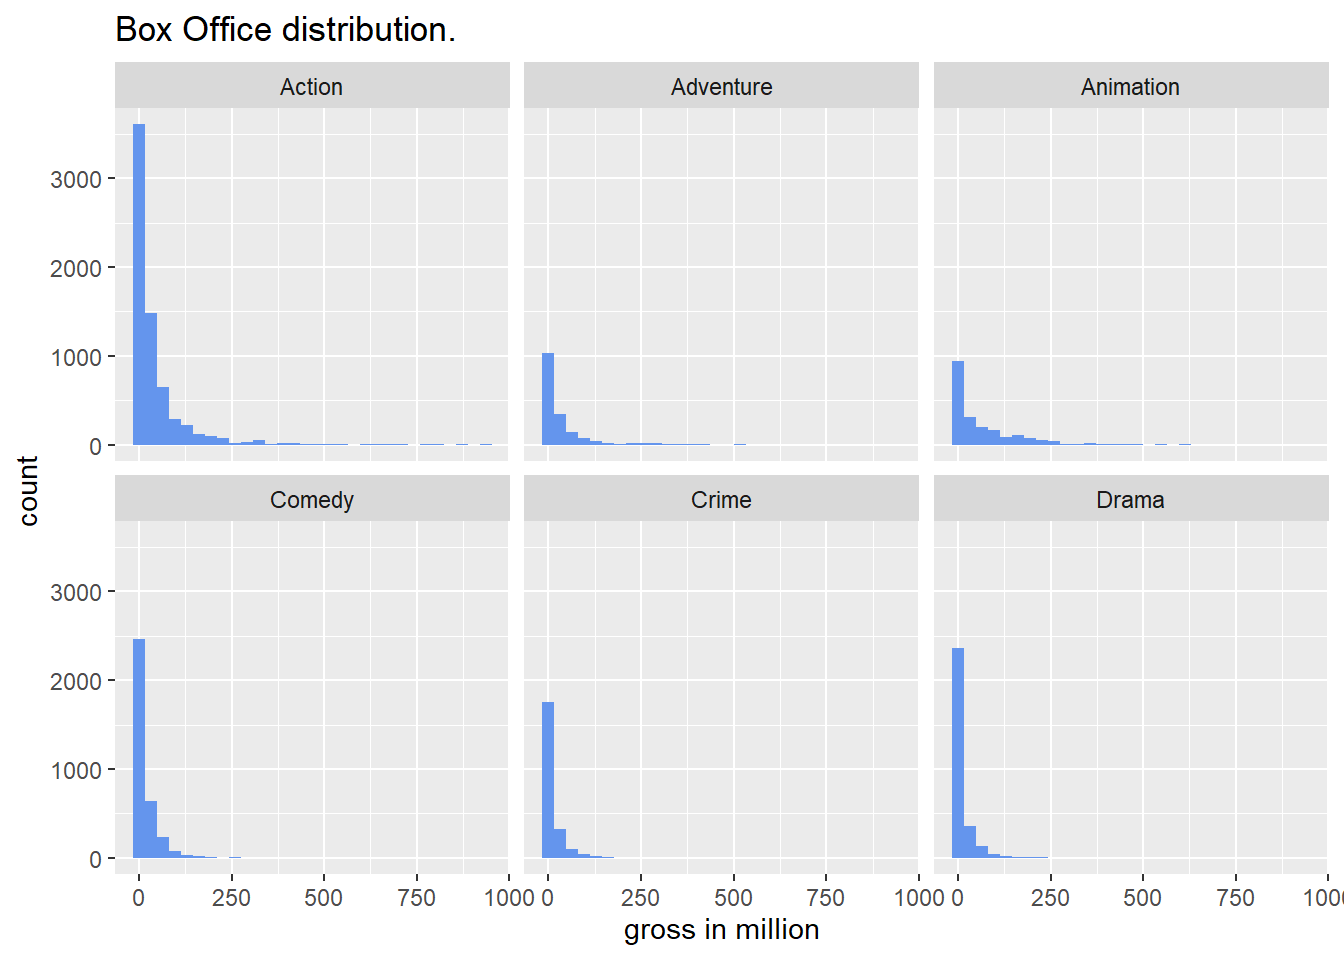 Box Office distribution.
Action Adventure Animation
3000
2000
1000
0
count
Comedy Crime Drama
3000
2000
1000
0
0 250 500 750 1000 0 250 500 750 1000 0 250 500 750 1000
gross in million